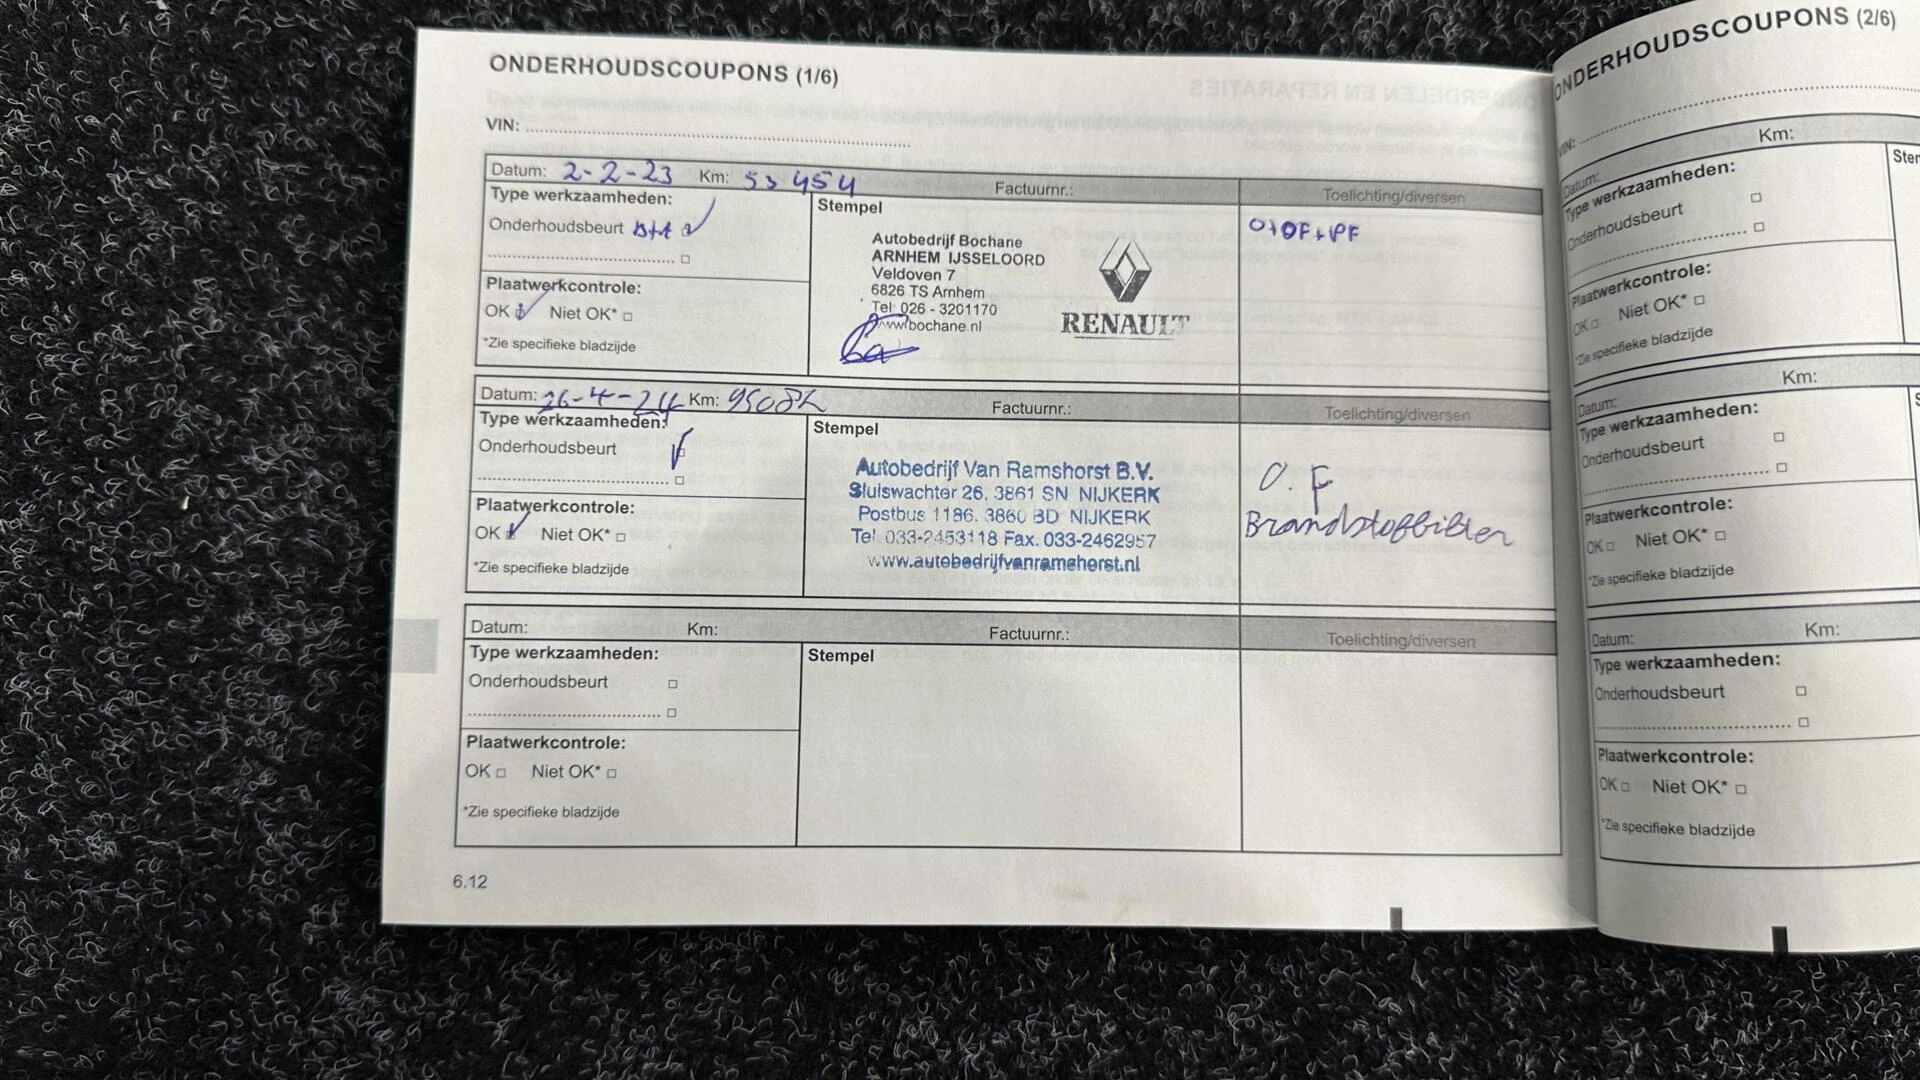 ONDERHOUDSCOUPONS (1/6)
VIN:
Datum: 2-2-23 Km: 53 454 Factuurnr.: Toelichting/diversen
Type werkzaamheden:
Onderhoudsbeurt
Plaatwerkcontrole:
OK Niet OK*
*Zie specifieke bladzijde
Stempel
Autobedrijf Bochane
ARNHEM IJSSELOORD
Veldoven 7
6826 TS Arnhem
Tel: 026 - 3201170
www.bochane.nl
RENAULT
O+OF+PF
Datum: 26-4-24 Km: Factuurnr.: Toelichting/diversen
Type werkzaamheden:
Onderhoudsbeurt
Plaatwerkcontrole:
OK Niet OK*
*Zie specifieke bladzijde
Stempel
Autobedrijf Van Ramshorst B.V.
Sluiswachter 26, 3861 SN NIJKERK
Postbus 1186. 3860 BD NIJKERK
Tel. 033-2453118 Fax. 033-2462957
www.autobedrijfvanramshorst.nl
O. F
Brandstoffilter
Datum: Km: Factuurnr.: Toelichting/diversen
Type werkzaamheden:
Onderhoudsbeurt
Plaatwerkcontrole:
OK Niet OK*
*Zie specifieke bladzijde
Stempel
6.12
ONDERHOUDSCOUPONS (2/6)
VIN:
Datum: Km:
Type werkzaamheden:
Onderhoudsbeurt
Plaatwerkcontrole:
OK Niet OK*
*Zie specifieke bladzijde
Datum: Km:
Type werkzaamheden:
Onderhoudsbeurt
Plaatwerkcontrole:
OK Niet OK*
*Zie specifieke bladzijde
Datum: Km:
Type werkzaamheden:
Onderhoudsbeurt
Plaatwerkcontrole:
OK Niet OK*
*Zie specifieke bladzijde